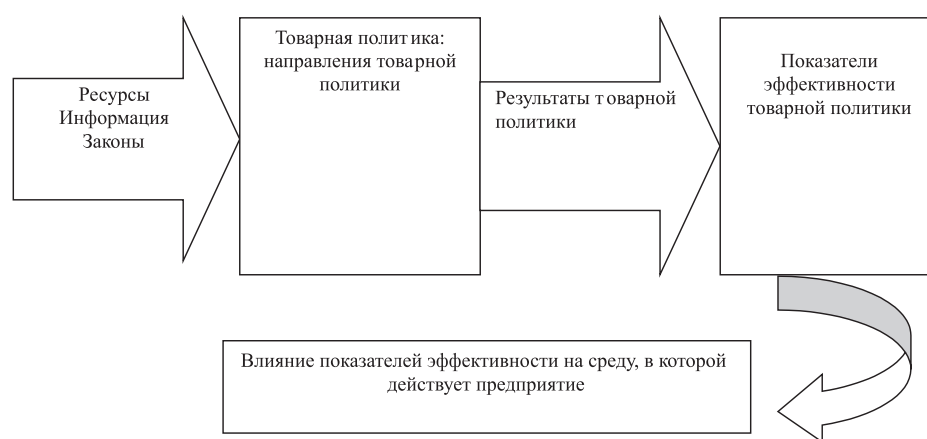 Ресурсы
Информация
Законы
Товарная политика:
направления товарной
политики
Результаты товарной
политики
Показатели
эффективности
товарной политики
Влияние показателей эффективности на среду, в которой
действует предприятие